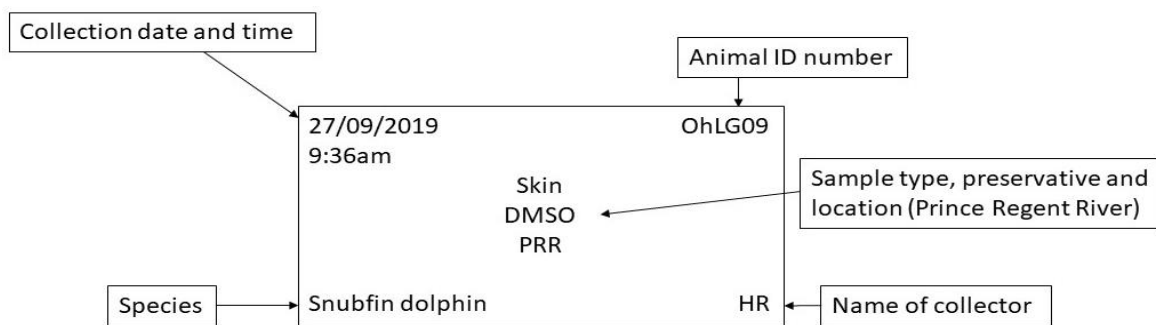 Collection date and time
Animal ID number
27/09/2019
OhLG09
9:36am
Skin
DMSO
PRR
Sample type, preservative and
location (Prince Regent River)
Species
Snubfin dolphin
HR
Name of collector